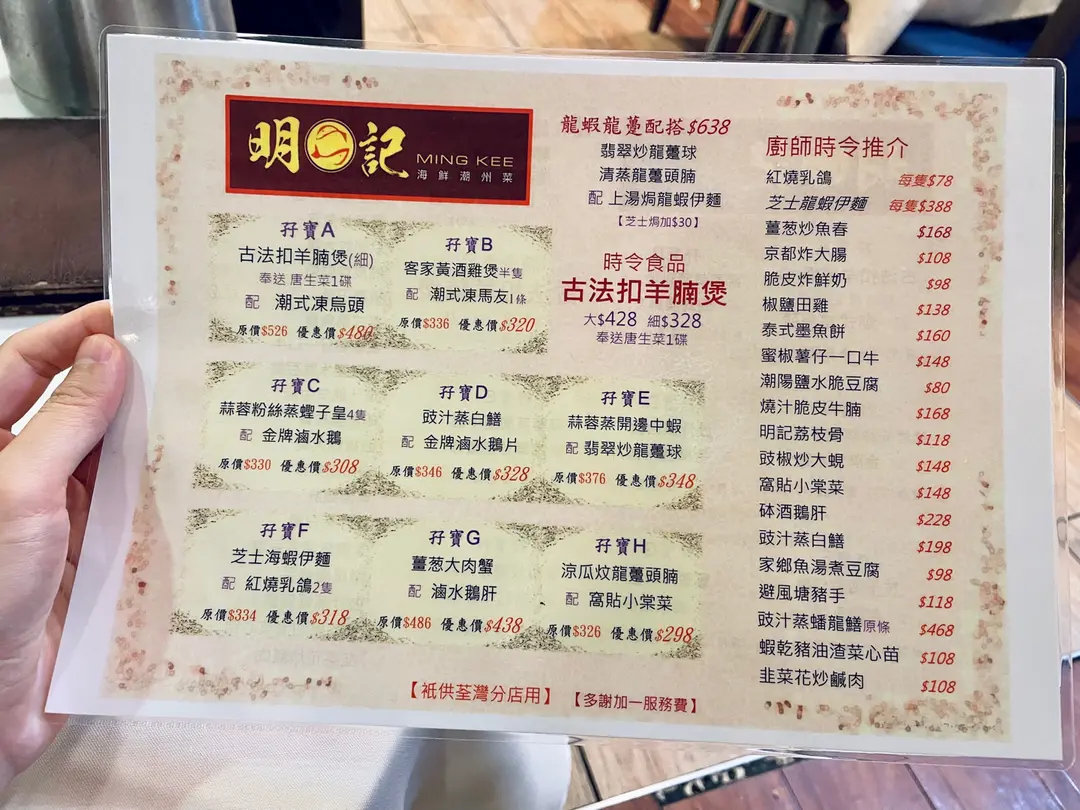 明記
MING KEE
海鮮潮州菜
孖寶A
古法扣羊腩煲(細)
奉送 唐生菜1碟
配 潮式凍烏頭
原價$526 優惠價$480
孖寶B
客家黃酒雞煲半隻
配 潮式凍馬友1條
原價$336 優惠價$320
孖寶C
蒜蓉粉絲蒸蟶子皇4隻
配 金牌滷水鵝
原價$330 優惠價$308
孖寶D
豉汁蒸白鱔
配 金牌滷水鵝片
原價$346 優惠價$328
孖寶E
蒜蓉蒸開邊中蝦
配 翡翠炒龍躉球
原價$376 優惠價$348
孖寶F
芝士海蝦伊麵
配 紅燒乳鴿2隻
原價$334 優惠價$318
孖寶G
薑葱大肉蟹
配 滷水鵝肝
原價$486 優惠價$438
孖寶H
涼瓜炆龍躉頭腩
配 窩貼小棠菜
原價$326 優惠價$298
龍蝦龍躉配搭$638
翡翠炒龍躉球
清蒸龍躉頭腩
配 上湯焗龍蝦伊麵
【芝士焗加$30】
時令食品
古法扣羊腩煲
大$428 細$328
奉送唐生菜1碟
廚師時令推介
紅燒乳鴿 每隻$78
芝士龍蝦伊麵 每隻$388
薑葱炒魚春 $168
京都炸大腸 $108
脆皮炸鮮奶 $98
椒鹽田雞 $138
泰式墨魚餅 $160
蜜椒薯仔一口牛 $148
潮陽鹽水脆豆腐 $80
燒汁脆皮牛腩 $168
明記荔枝骨 $118
豉椒炒大蜆 $148
窩貼小棠菜 $148
砵酒鵝肝 $228
豉汁蒸白鱔 $198
家鄉魚湯煮豆腐 $98
避風塘豬手 $118
豉汁蒸蟠龍鱔原條 $468
蝦乾豬油渣菜心苗 $108
韭菜花炒鹹肉 $108
【祇供荃灣分店用】 【多謝加一服務費】